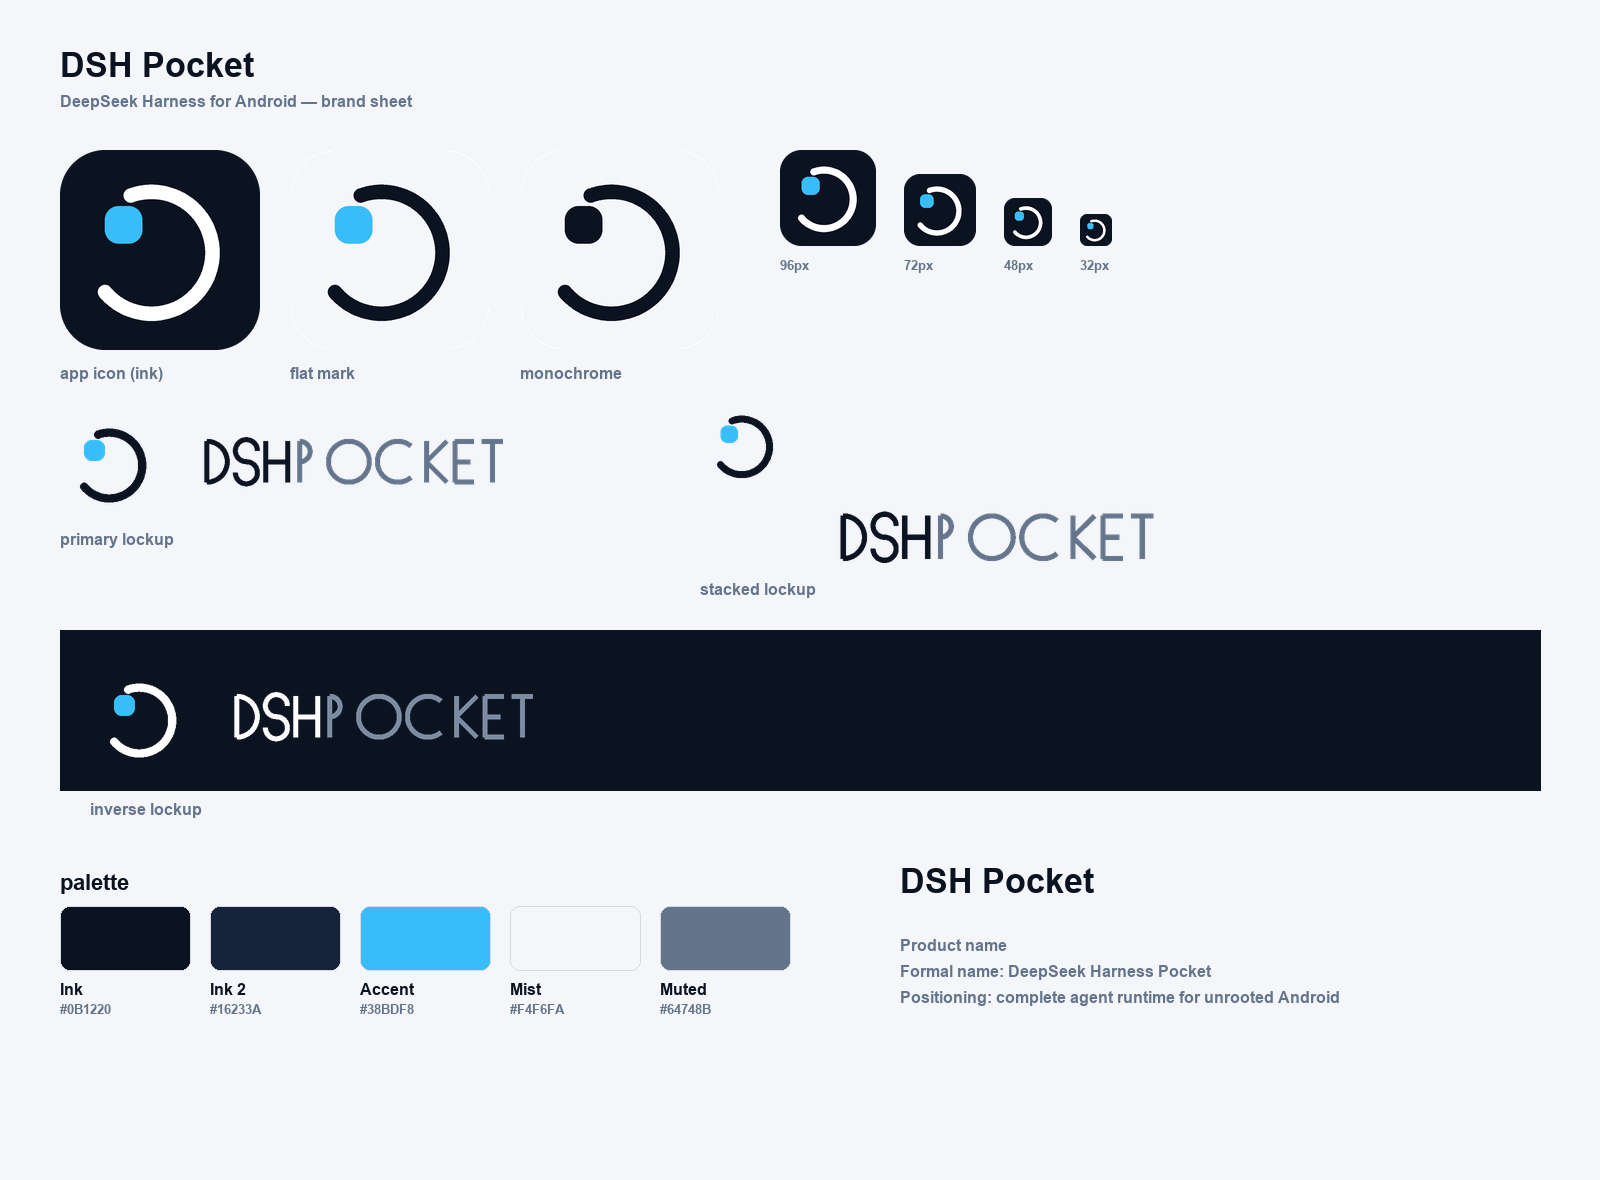 DSH Pocket
DeepSeek Harness for Android — brand sheet
96px
72px
48px
32px
app icon (ink)
flat mark
monochrome
DSHP OCKET
primary lockup
DSHP OCKET
stacked lockup
DSHP OCKET
inverse lockup
palette
Ink
#0B1220
Ink 2
#16233A
Accent
#38BDF8
Mist
#F4F6FA
Muted
#64748B
DSH Pocket
Product name
Formal name: DeepSeek Harness Pocket
Positioning: complete agent runtime for unrooted Android